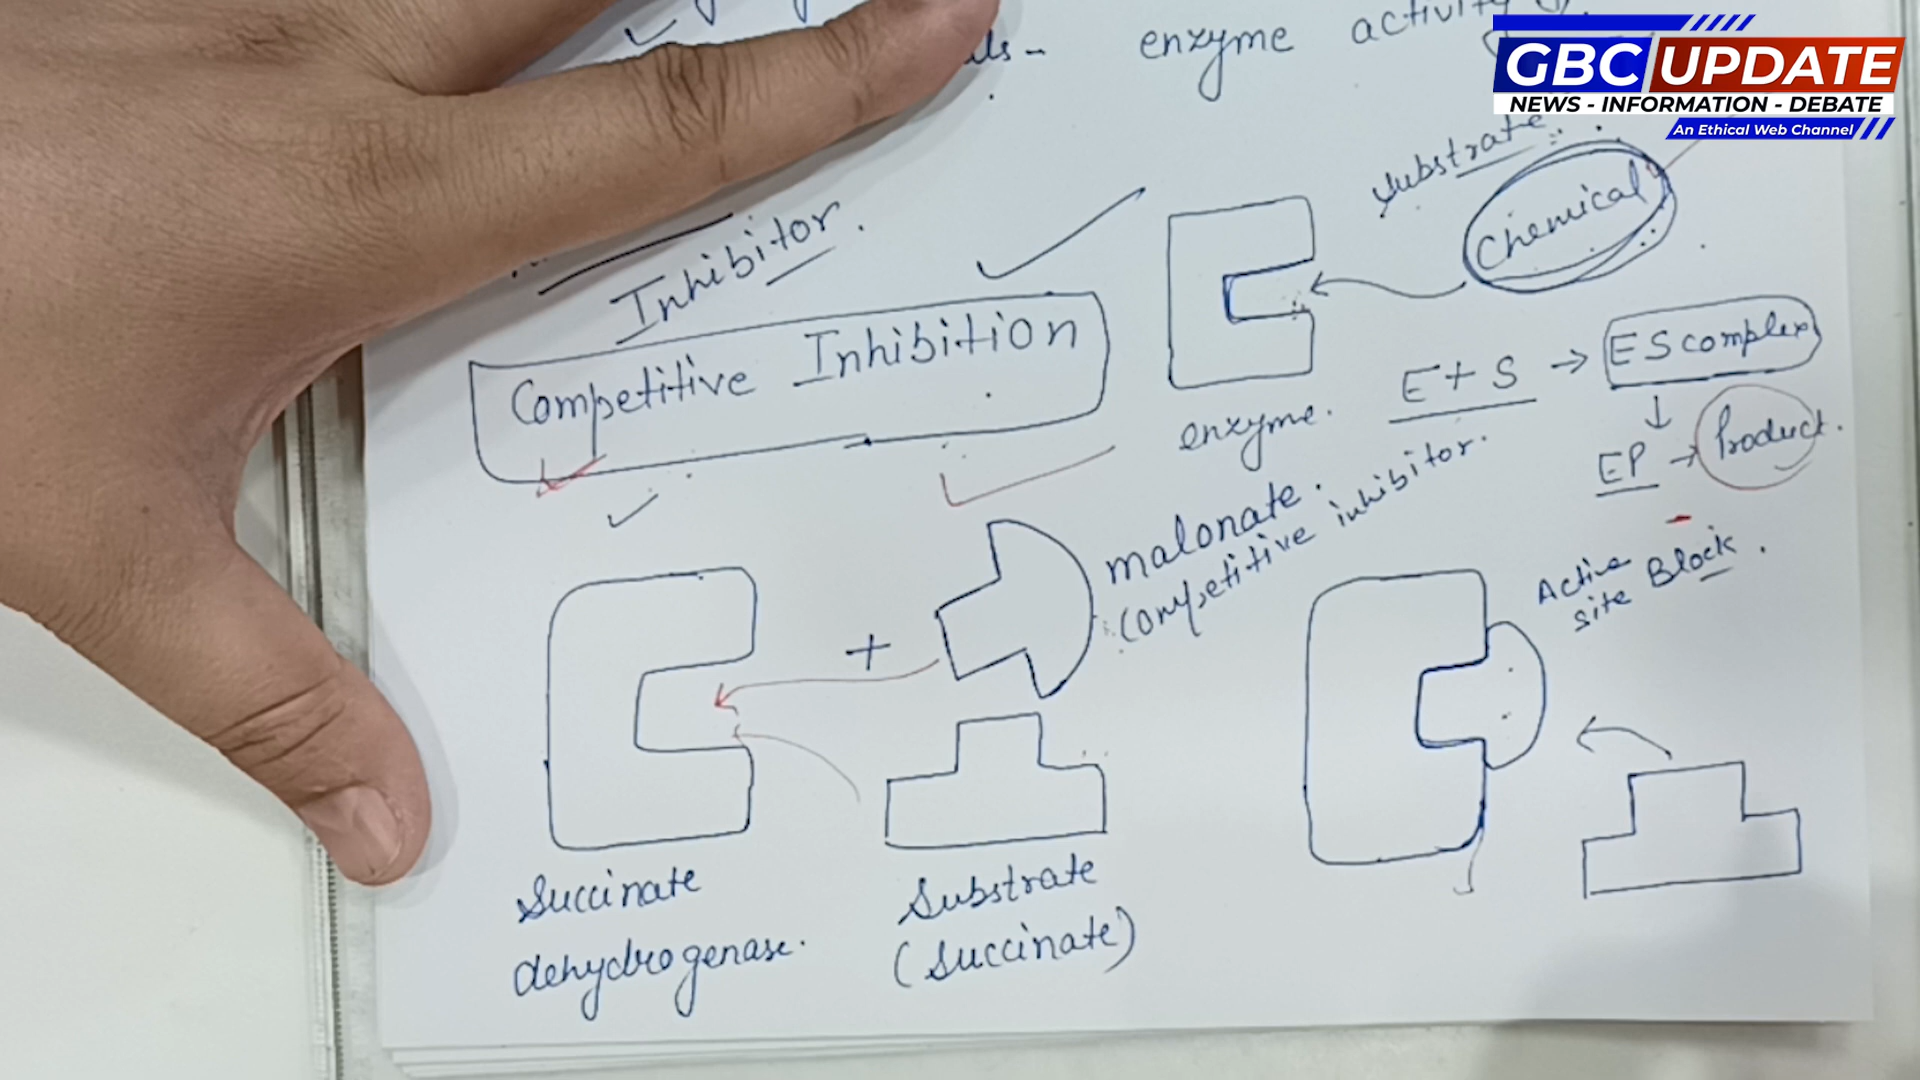 enzyme activity
GBC UPDATE
NEWS - INFORMATION - DEBATE
An Ethical Web Channel
Substrate
Chemical
Inhibitor.
Competitive Inhibition
enzyme.
E + S → ES complex
↓
EP → Product.
malonate.
Competitive inhibitor.
Active
site Block.
+
Succinate
dehydrogenase.
Substrate
(Succinate)